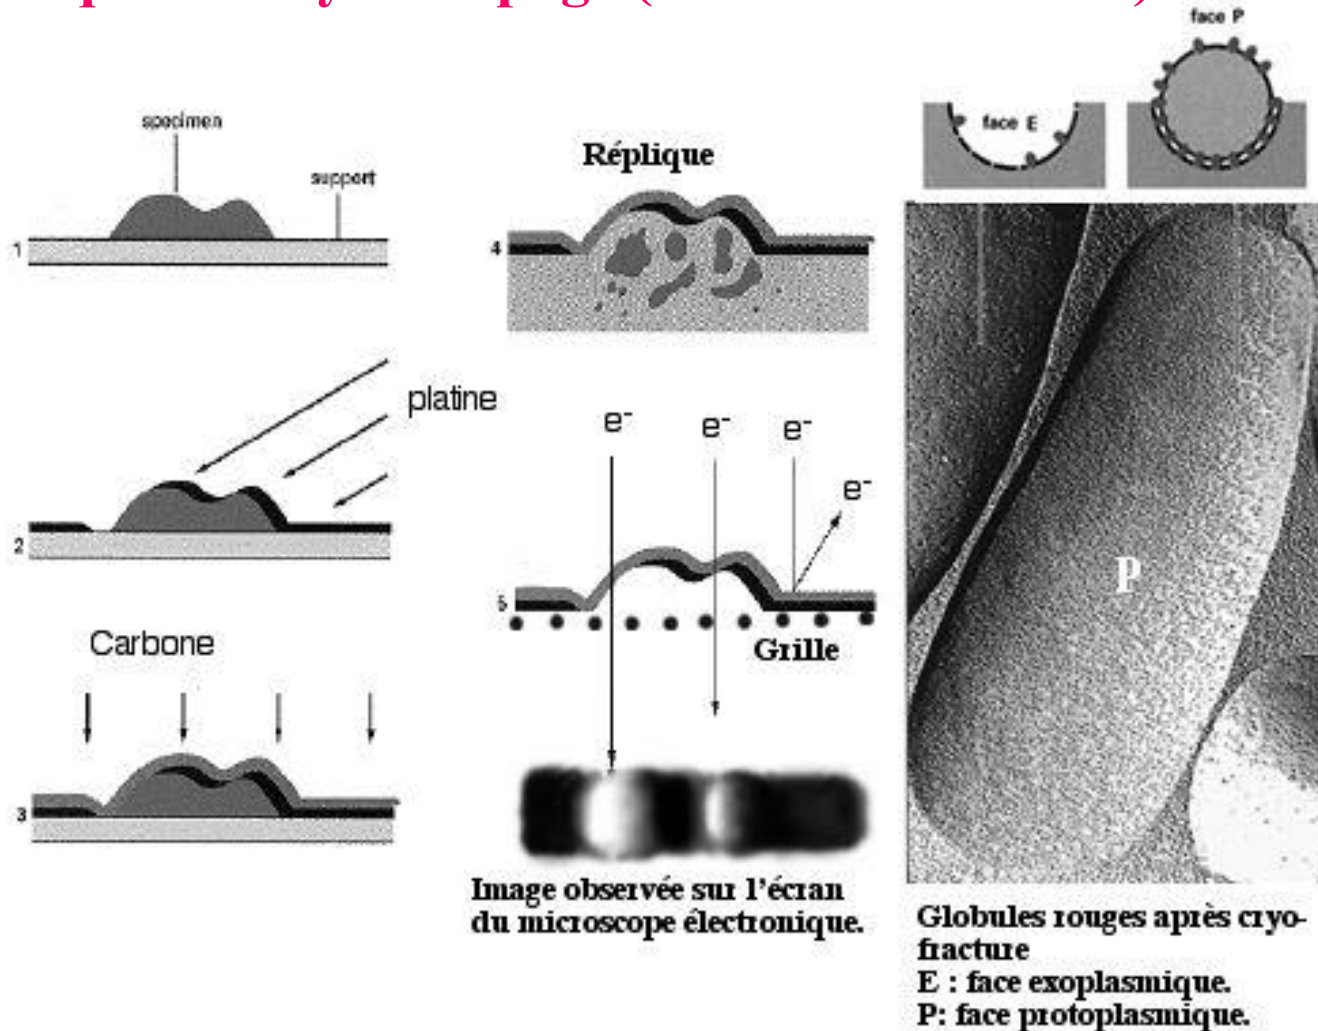 specimen
support
1
platine
2
Carbone
3
Réplique
4
e-
e-
e-
e-
5
Grille
Image observée sur l'écran
du microscope électronique.
face E
face P
P
Globules rouges après cryo-
fracture
E : face exoplasmique.
P: face protoplasmique.